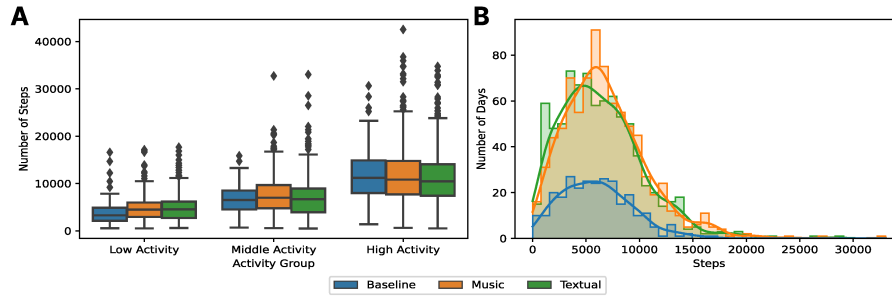 A
B
Number of Steps
40000
30000
20000
10000
0
Low Activity
Middle Activity
High Activity
Activity Group
Number of Days
80
60
40
20
0
0
5000
10000
15000
20000
25000
30000
Steps
Baseline
Music
Textual